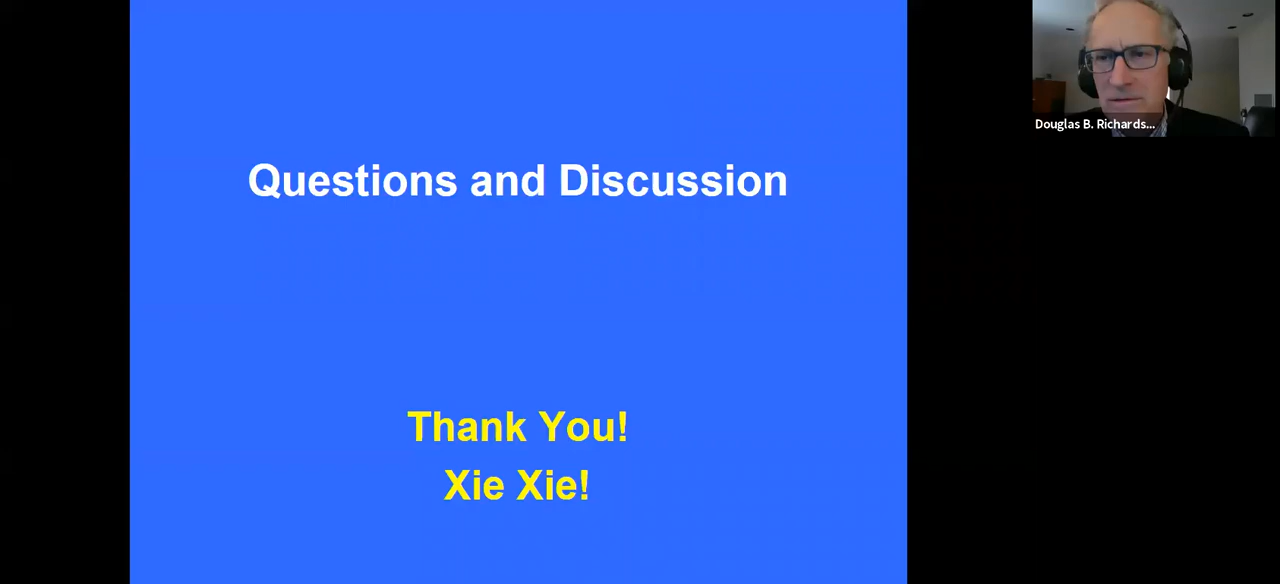 Questions and Discussion
Douglas B. Richards...
Thank You!
Xie Xie!